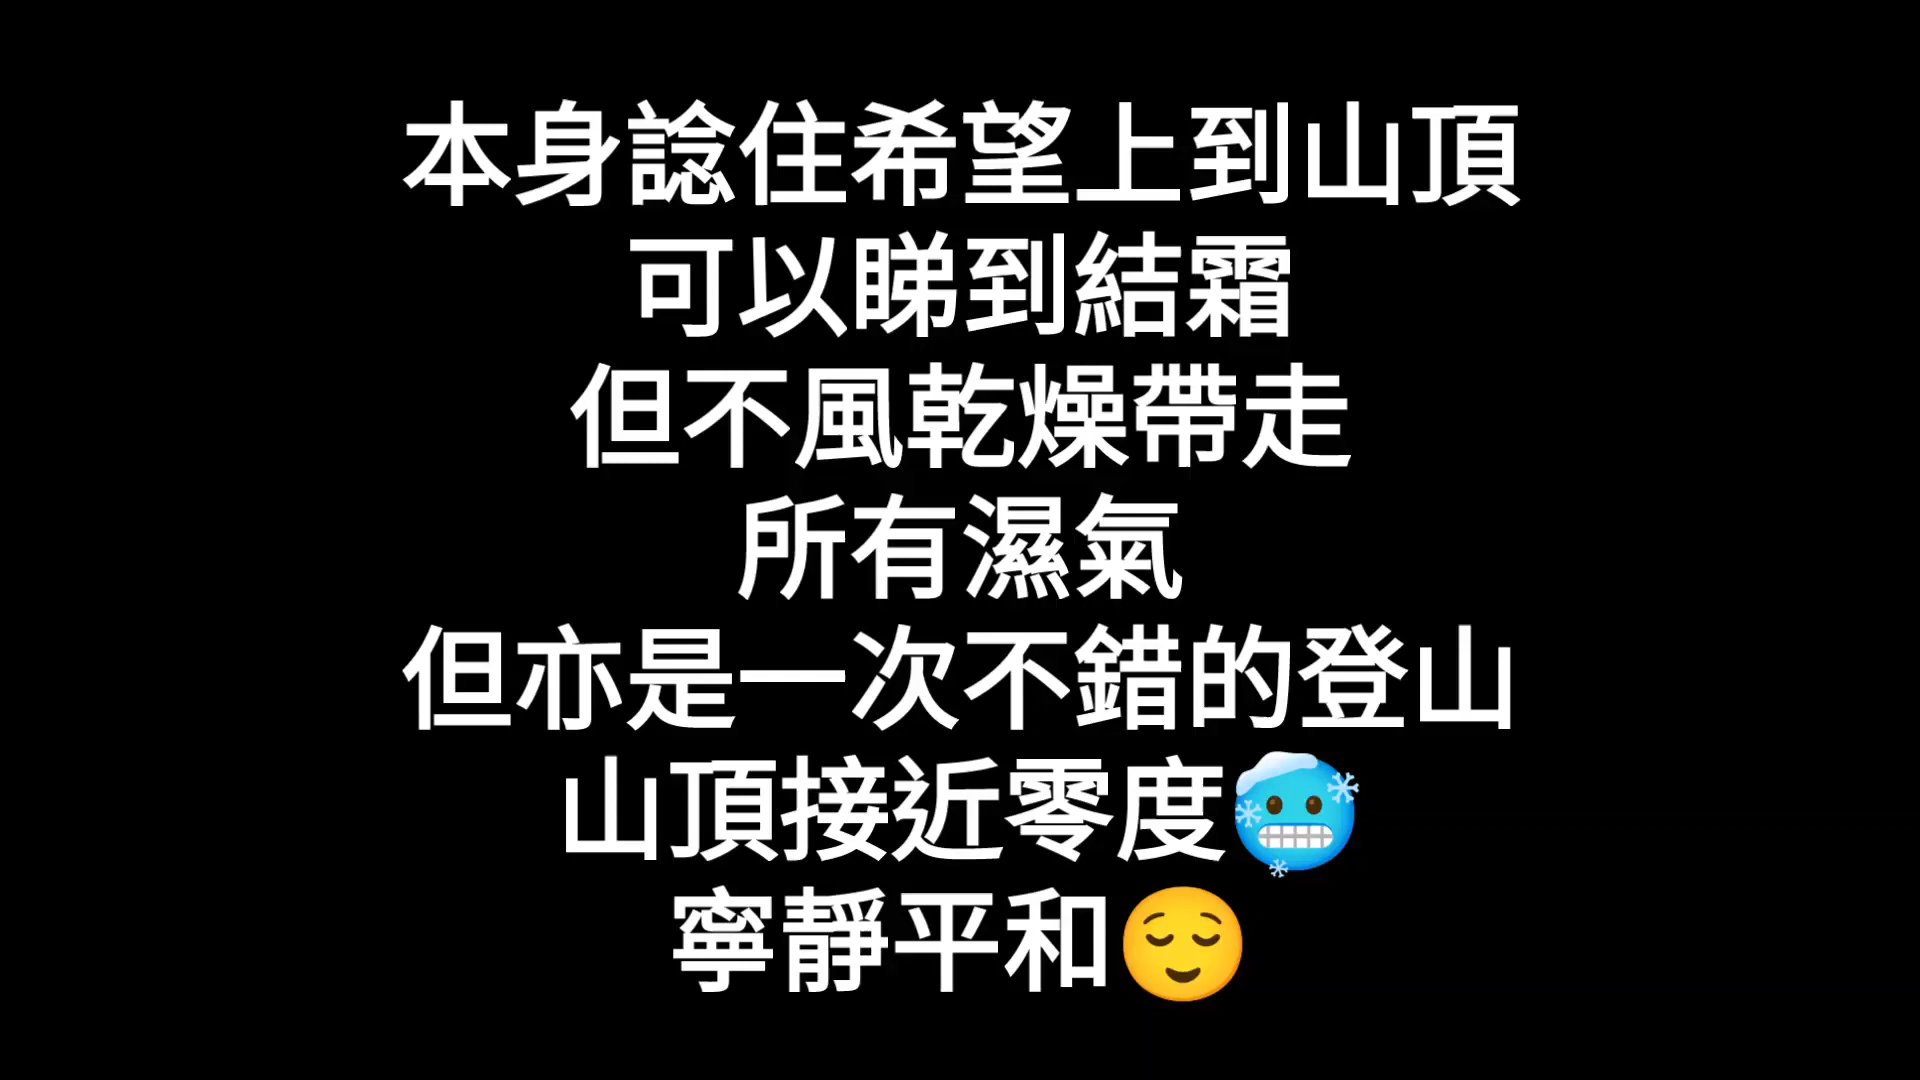 本身諗住希望上到山頂
可以睇到結霜
但不風乾燥帶走
所有濕氣
但亦是一次不錯的登山
山頂接近零度🥶
寧靜平和😌